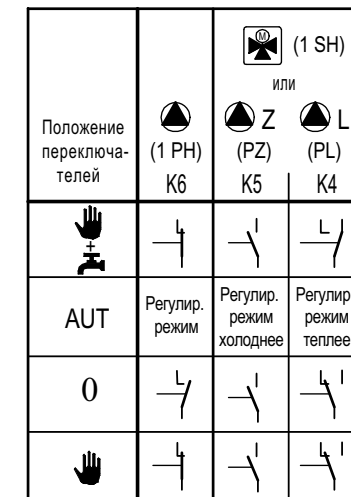 M (1 SH)
или
Z L
Положение
переключа-
телей
(1 PH) (PZ) (PL)
K6 K5 K4
+
AUT
Регулир.
режим
Регулир.
режим
холоднее
Регулир
режим
теплее
0